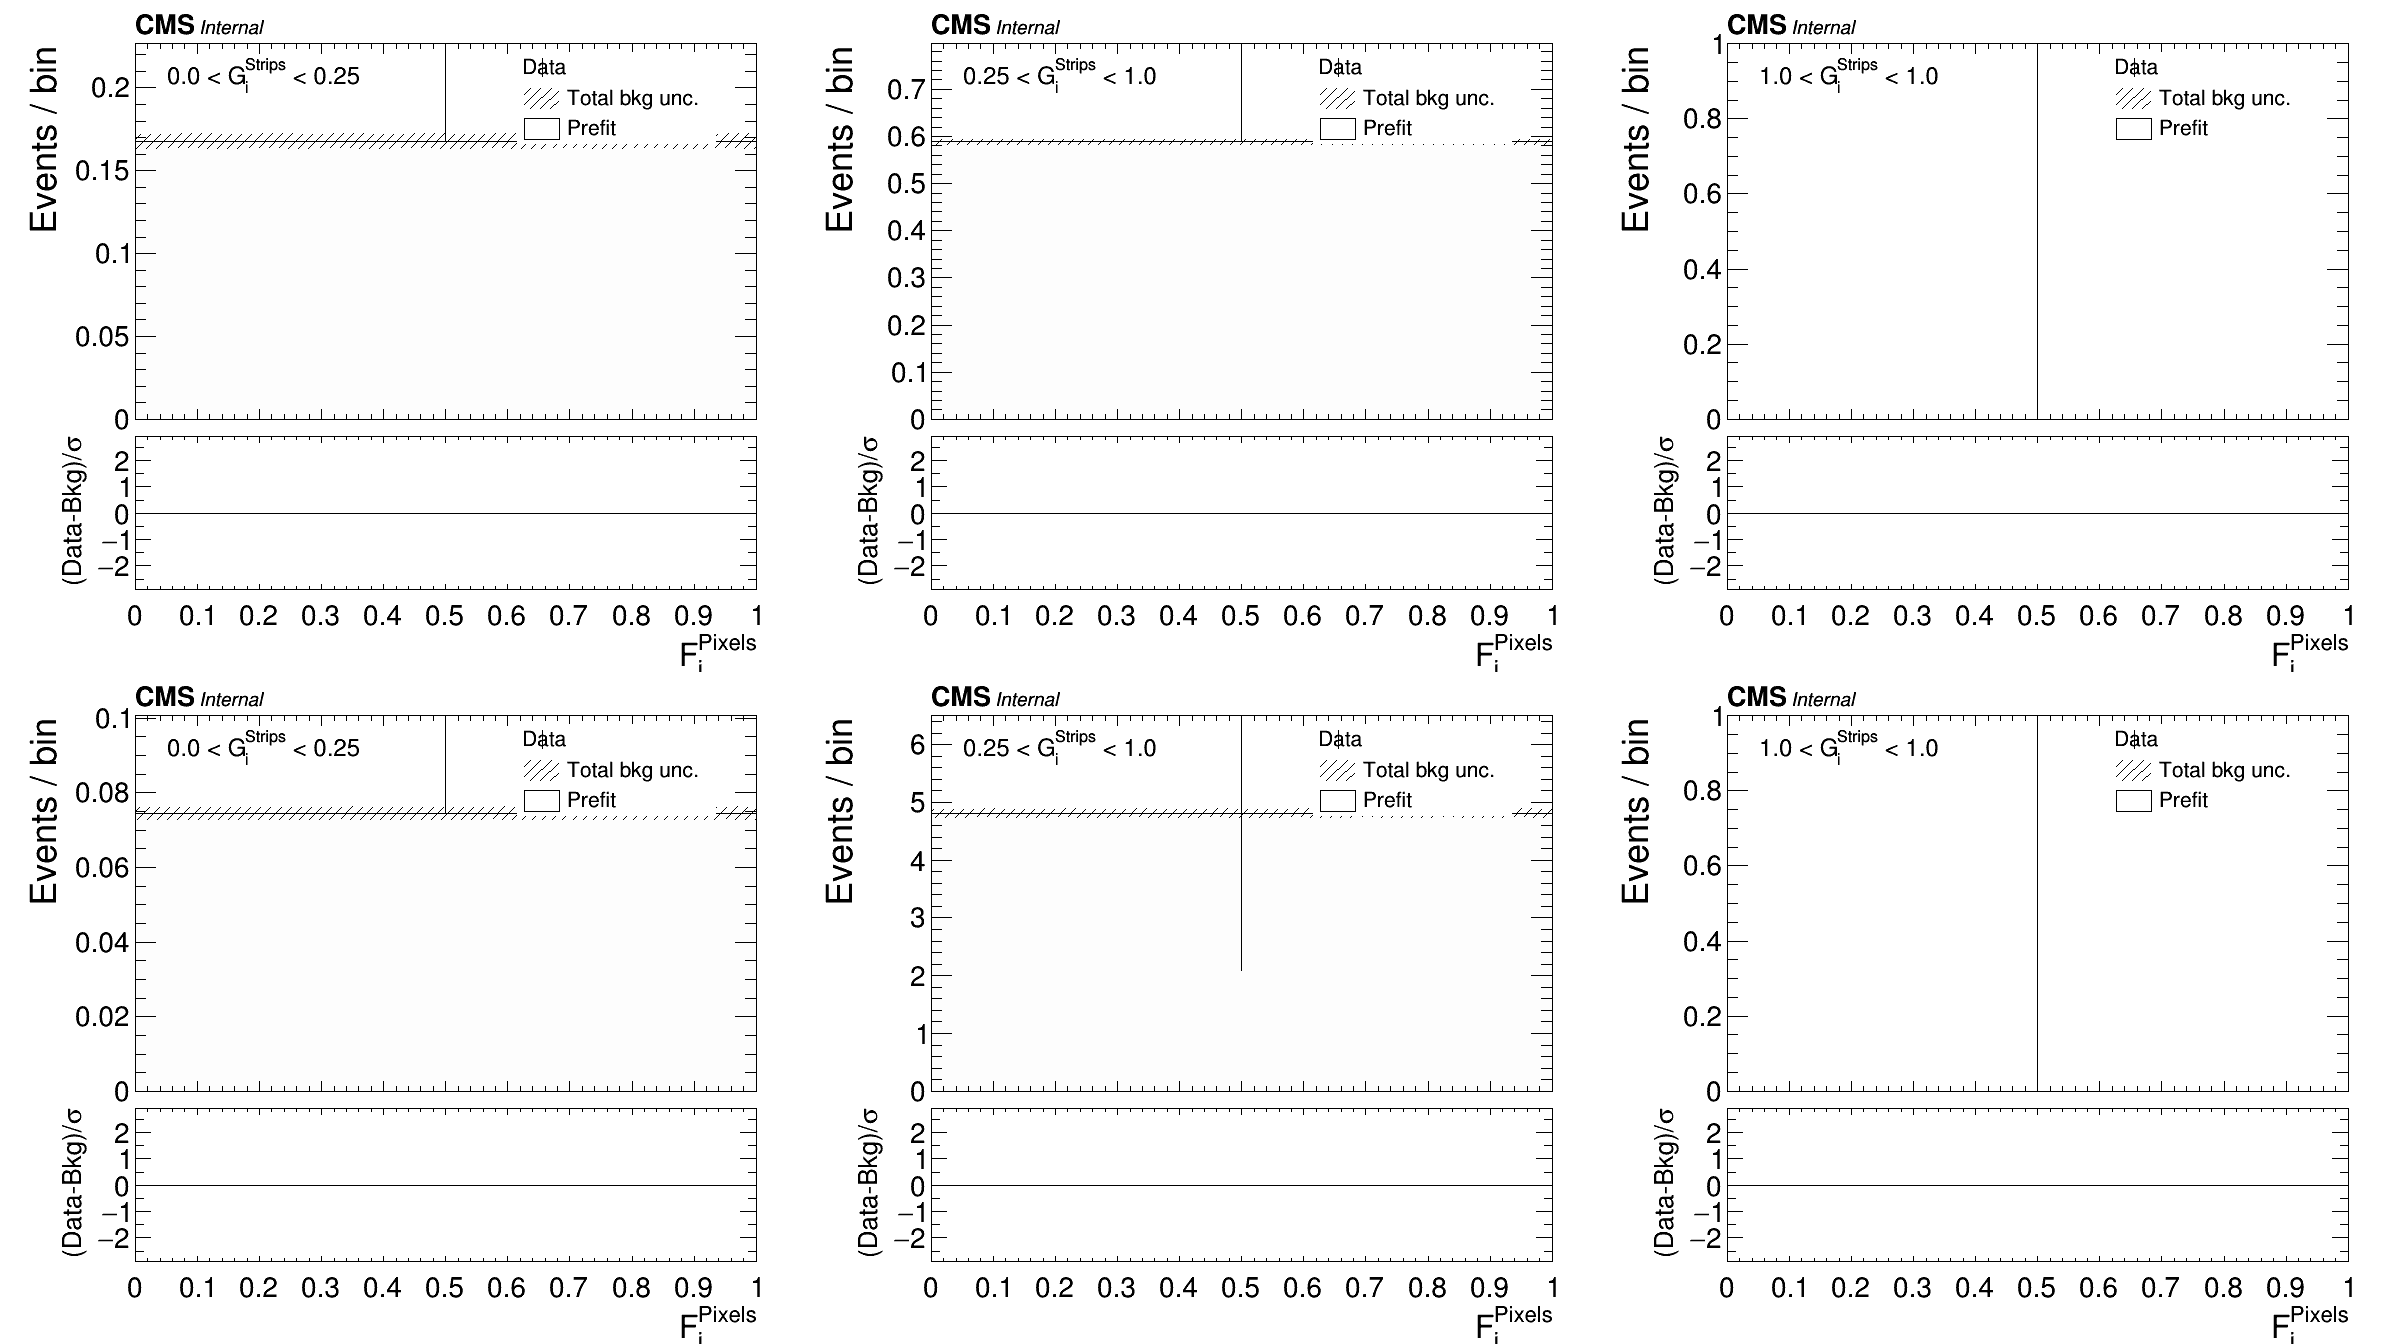 CMS Internal
Events / bin
0.0 < G_i^Strips < 0.25
Data
Total bkg unc.
Prefit
0.2
0.15
0.1
0.05
0
(Data-Bkg)/σ
2
1
0
−1
−2
0 0.1 0.2 0.3 0.4 0.5 0.6 0.7 0.8 0.9 1
F_i^Pixels
CMS Internal
Events / bin
0.25 < G_i^Strips < 1.0
Data
Total bkg unc.
Prefit
0.7
0.6
0.5
0.4
0.3
0.2
0.1
0
(Data-Bkg)/σ
2
1
0
−1
−2
0 0.1 0.2 0.3 0.4 0.5 0.6 0.7 0.8 0.9 1
F_i^Pixels
CMS Internal
Events / bin
1.0 < G_i^Strips < 1.0
Data
Total bkg unc.
Prefit
1
0.8
0.6
0.4
0.2
0
(Data-Bkg)/σ
2
1
0
−1
−2
0 0.1 0.2 0.3 0.4 0.5 0.6 0.7 0.8 0.9 1
F_i^Pixels
CMS Internal
Events / bin
0.0 < G_i^Strips < 0.25
Data
Total bkg unc.
Prefit
0.1
0.08
0.06
0.04
0.02
0
(Data-Bkg)/σ
2
1
0
−1
−2
0 0.1 0.2 0.3 0.4 0.5 0.6 0.7 0.8 0.9 1
F_i^Pixels
CMS Internal
Events / bin
0.25 < G_i^Strips < 1.0
Data
Total bkg unc.
Prefit
6
5
4
3
2
1
0
(Data-Bkg)/σ
2
1
0
−1
−2
0 0.1 0.2 0.3 0.4 0.5 0.6 0.7 0.8 0.9 1
F_i^Pixels
CMS Internal
Events / bin
1.0 < G_i^Strips < 1.0
Data
Total bkg unc.
Prefit
1
0.8
0.6
0.4
0.2
0
(Data-Bkg)/σ
2
1
0
−1
−2
0 0.1 0.2 0.3 0.4 0.5 0.6 0.7 0.8 0.9 1
F_i^Pixels